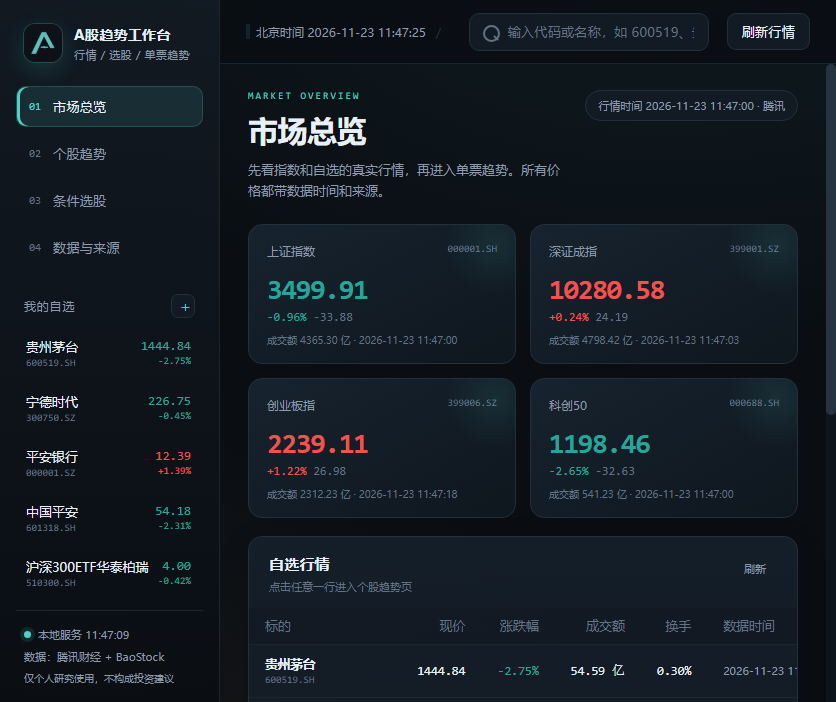 A股趋势工作台
行情 / 选股 / 单票趋势
01 市场总览
02 个股趋势
03 条件选股
04 数据与来源
我的自选 +
贵州茅台 1444.84
600519.SH -2.75%
宁德时代 226.75
300750.SZ -0.45%
平安银行 12.39
000001.SZ +1.39%
中国平安 54.18
601318.SH -2.31%
沪深300ETF华泰柏瑞 4.00
510300.SH -0.42%
本地服务 11:47:09
数据：腾讯财经 + BaoStock
仅个人研究使用，不构成投资建议
北京时间 2026-11-23 11:47:25 /
输入代码或名称，如 600519、
刷新行情
MARKET OVERVIEW
市场总览
行情时间 2026-11-23 11:47:00 · 腾讯
先看指数和自选的真实行情，再进入单票趋势。所有价
格都带数据时间和来源。
上证指数 000001.SH
3499.91
-0.96% -33.88
成交额 4365.30 亿 · 2026-11-23 11:47:00
深证成指 399001.SZ
10280.58
+0.24% 24.19
成交额 4798.42 亿 · 2026-11-23 11:47:03
创业板指 399006.SZ
2239.11
+1.22% 26.98
成交额 2312.23 亿 · 2026-11-23 11:47:18
科创50 000688.SH
1198.46
-2.65% -32.63
成交额 541.23 亿 · 2026-11-23 11:47:00
自选行情
点击任意一行进入个股趋势页
刷新
标的 现价 涨跌幅 成交额 换手 数据时间
贵州茅台 1444.84 -2.75% 54.59 亿 0.30% 2026-11-23 1
600519.SH